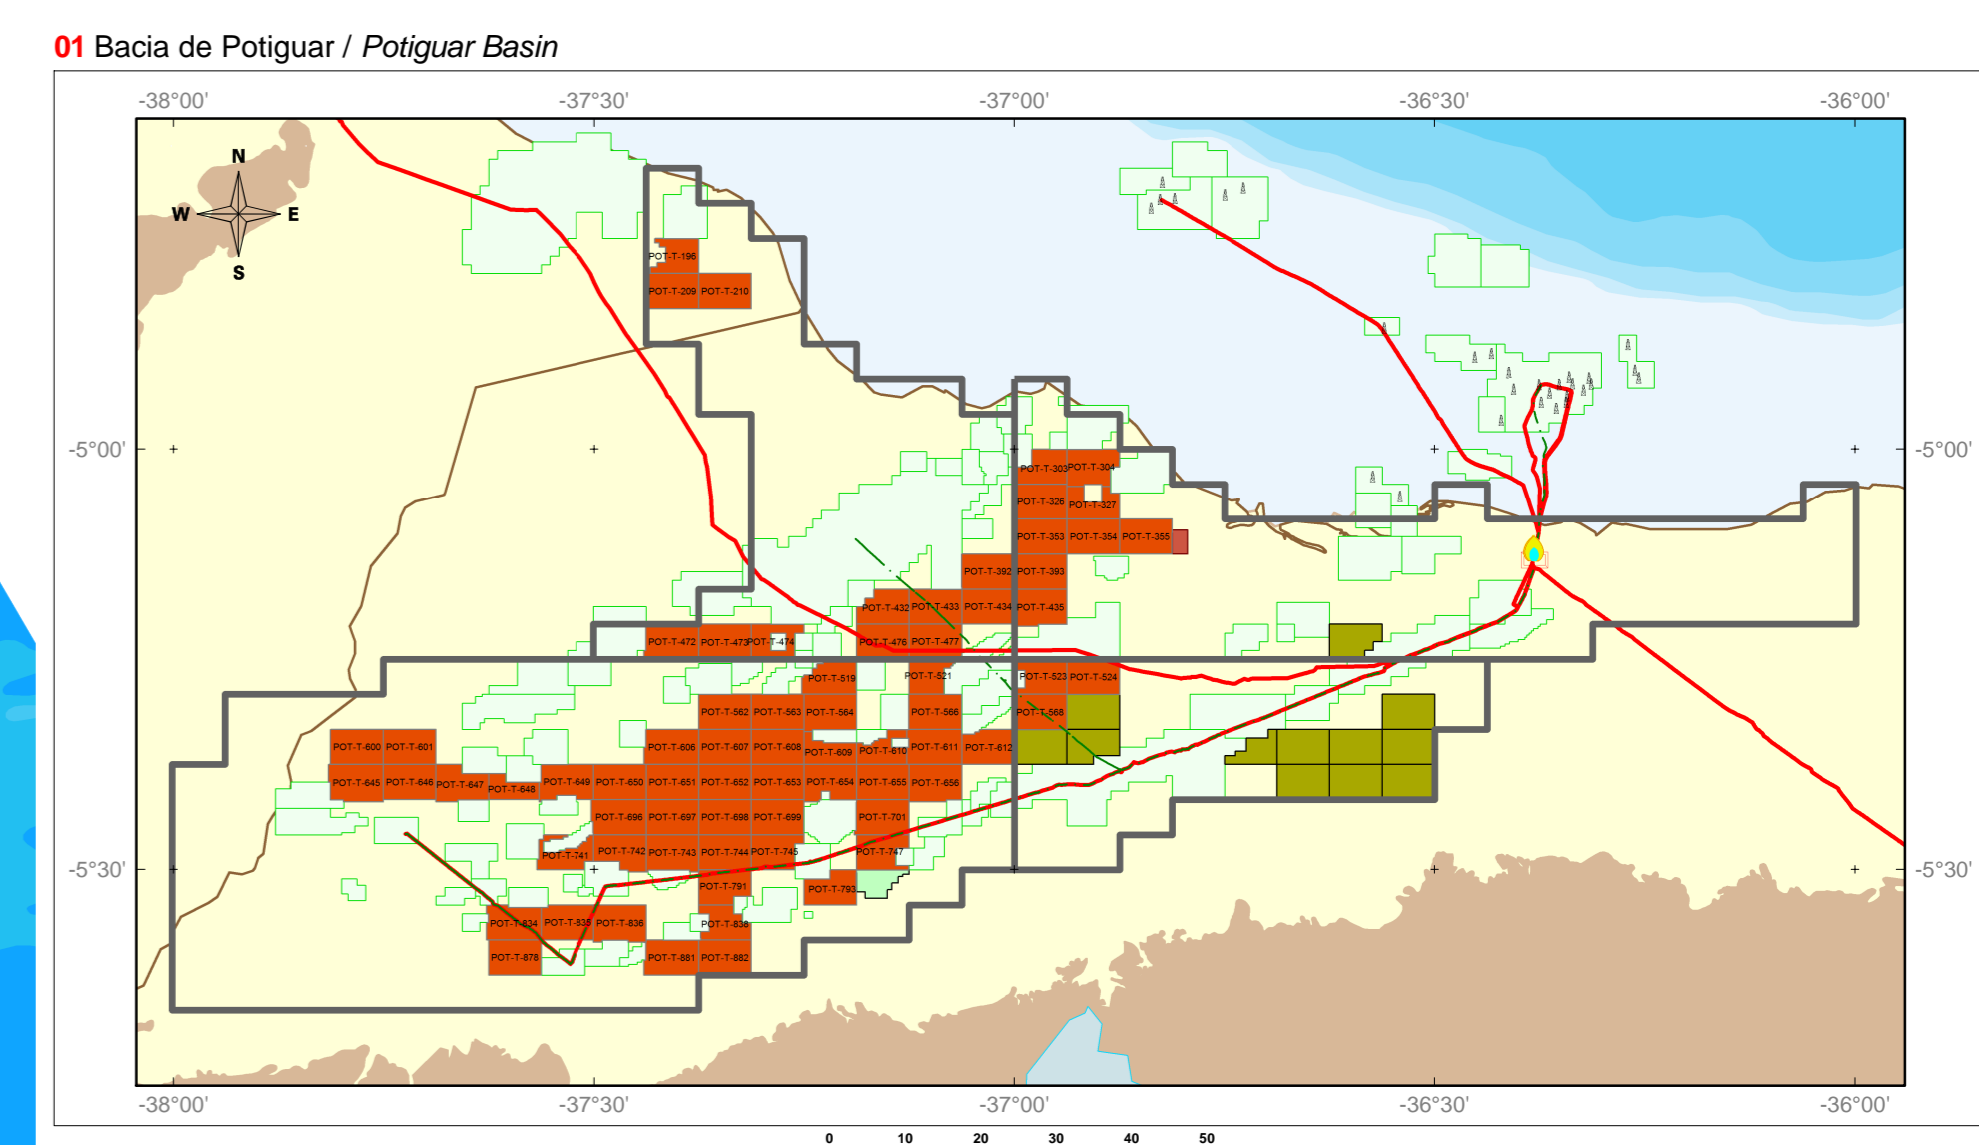 01 Bacia de Potiguar / Potiguar Basin
-38°00' -37°30' -37°00' -36°30' -36°00'
N
W E
S
POT-T-196
POT-T-209 POT-T-210
-5°00' -5°00'
POT-T-303 POT-T-304
POT-T-326 POT-T-327
POT-T-353 POT-T-354 POT-T-355
POT-T-392 POT-T-393
POT-T-432 POT-T-433 POT-T-434 POT-T-435
POT-T-472 POT-T-473 POT-T-474 POT-T-476 POT-T-477
POT-T-519 POT-T-521 POT-T-523 POT-T-524
POT-T-562 POT-T-563 POT-T-564 POT-T-566 POT-T-568
POT-T-600 POT-T-601 POT-T-606 POT-T-607 POT-T-608 POT-T-609 POT-T-610 POT-T-611 POT-T-612
POT-T-645 POT-T-646 POT-T-647 POT-T-648 POT-T-649 POT-T-650 POT-T-651 POT-T-652 POT-T-653 POT-T-654 POT-T-655 POT-T-656
POT-T-696 POT-T-697 POT-T-698 POT-T-699 POT-T-701
POT-T-741 POT-T-742 POT-T-743 POT-T-744 POT-T-745 POT-T-747
-5°30' -5°30'
POT-T-791 POT-T-793
POT-T-834 POT-T-835 POT-T-836 POT-T-838
POT-T-878 POT-T-881 POT-T-882
-38°00' -37°30' -37°00' -36°30' -36°00'
0 10 20 30 40 50